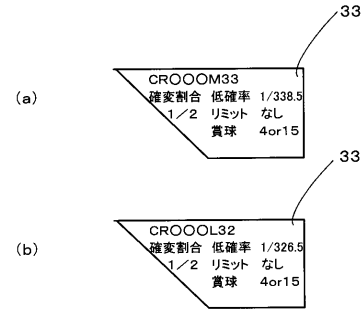 33
(a)
CR〇〇〇M33
確変割合 低確率 1/338.5
1/2 リミット なし
賞球 4or15
33
(b)
CR〇〇〇L32
確変割合 低確率 1/326.5
1/2 リミット なし
賞球 4or15